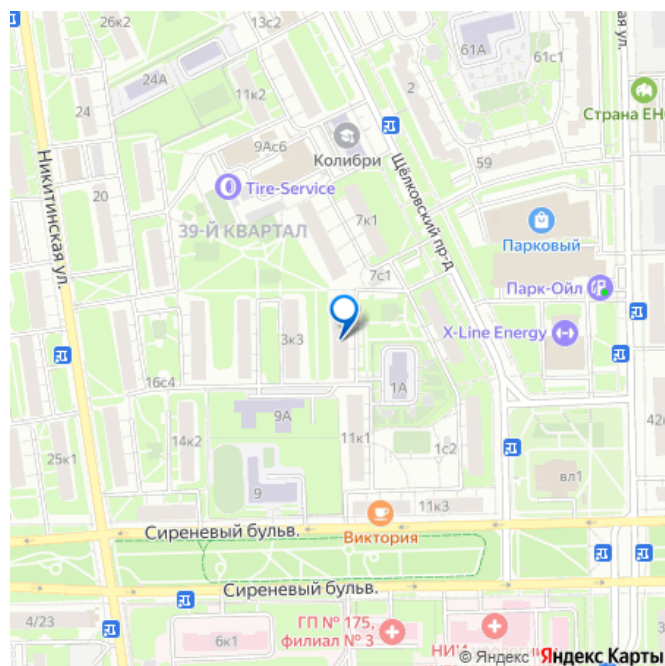 26к2
13с2
61А
61с1
ул.
24А
2
24
11к2
Страна ЕН
9Ас6
Колибри
59
Никитинская ул.
20
Tire-Service
Щёлковский пр-д
39-Й КВАРТАЛ
7к1
Парковый
7с1
Парк-Ойл
3к3
X-Line Energy
16с4
1А
9А
14к2
11к1
1с2
42
25к1
9
вл1
11к3
Виктория
Сиреневый бульв.
Сиреневый бульв.
4/23
6к1
ГП № 175,
филиал № 3
НИИ
© Яндекс Яндекс Карты